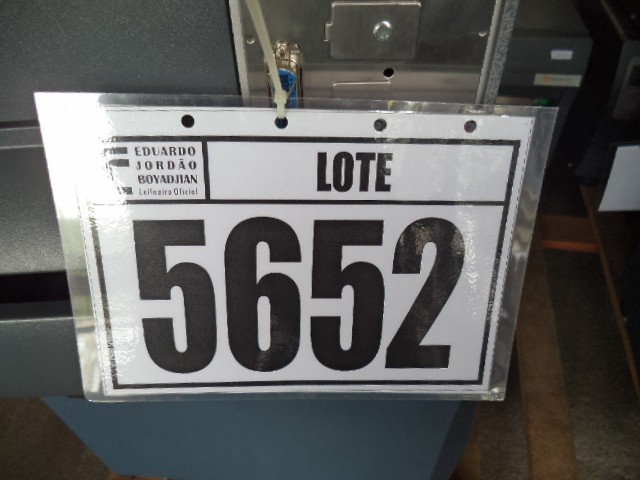 EDUARDO
JORDÃO
BOYADJIAN
Leiloeiro Oficial
LOTE
5652